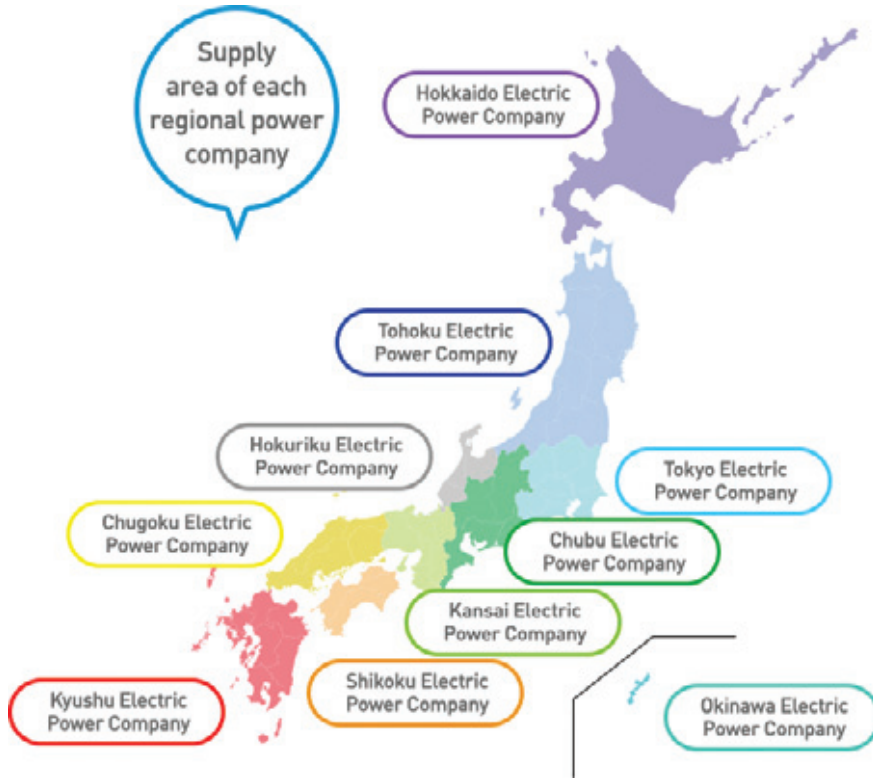 Supply
area of each
regional power
company
Hokkaido Electric
Power Company
Tohoku Electric
Power Company
Hokuriku Electric
Power Company
Tokyo Electric
Power Company
Chugoku Electric
Power Company
Chubu Electric
Power Company
Kansai Electric
Power Company
Shikoku Electric
Power Company
Kyushu Electric
Power Company
Okinawa Electric
Power Company